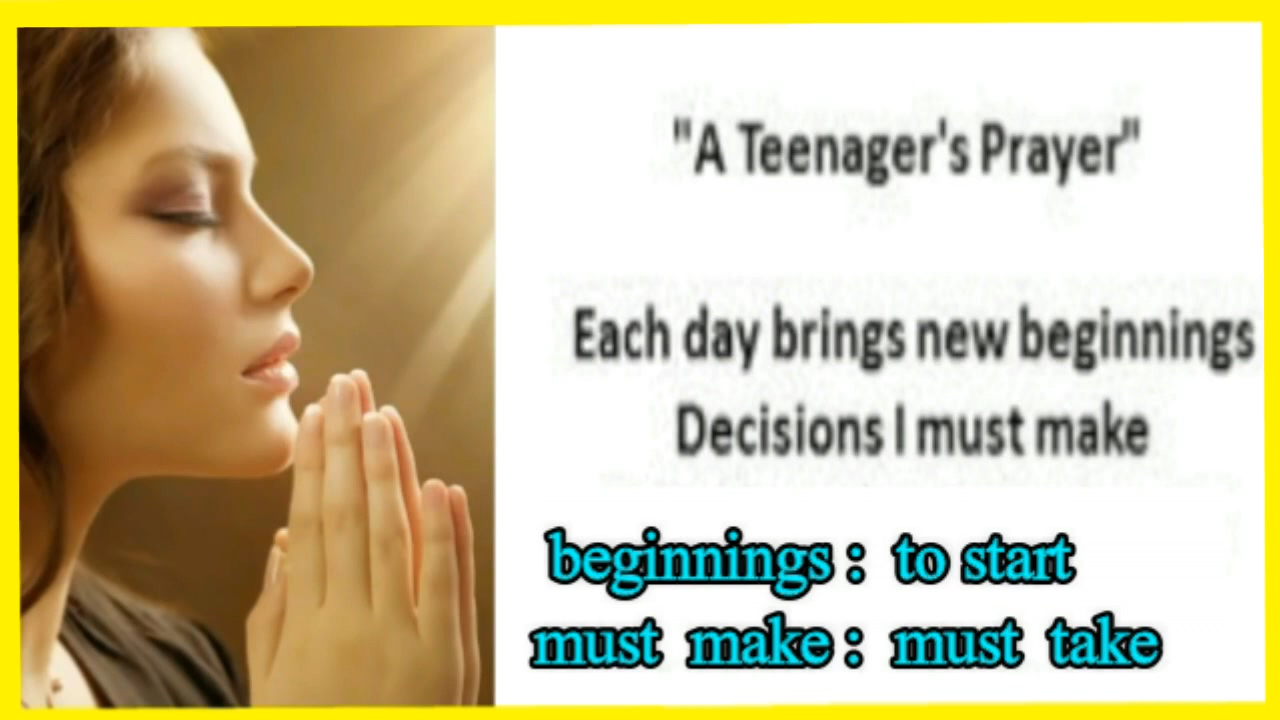 "A Teenager's Prayer"
Each day brings new beginnings
Decisions I must make
beginnings : to start
must make : must take